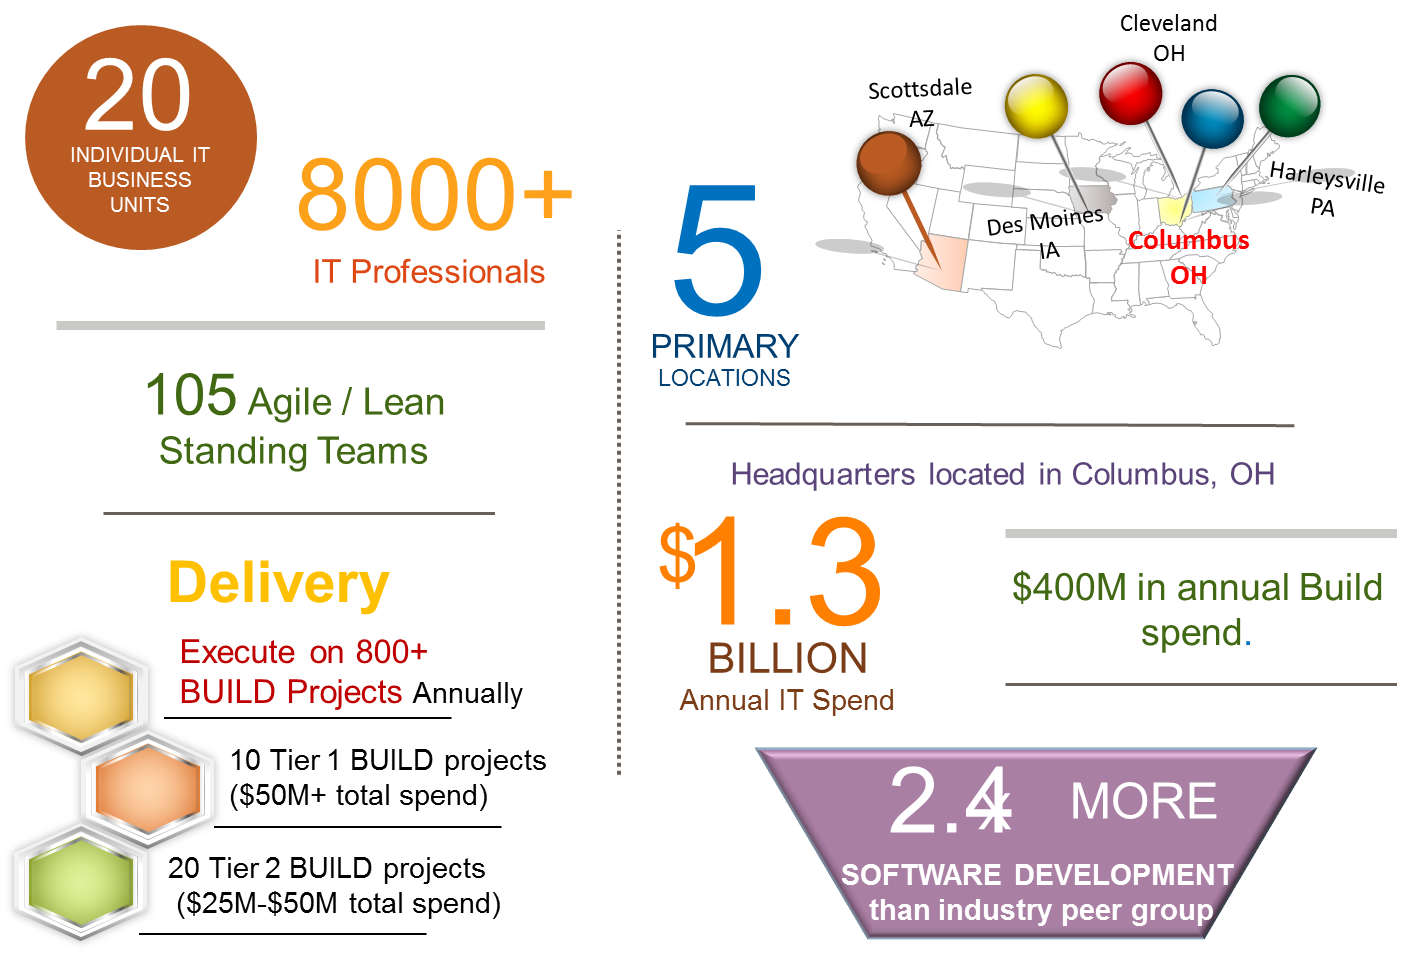 20
INDIVIDUAL IT
BUSINESS
UNITS
8000+
IT Professionals
105 Agile / Lean
Standing Teams
Delivery
Execute on 800+
BUILD Projects Annually
10 Tier 1 BUILD projects
($50M+ total spend)
20 Tier 2 BUILD projects
($25M-$50M total spend)
5
PRIMARY
LOCATIONS
Cleveland
OH
Scottsdale
AZ
Des Moines
IA
Harleysville
PA
Columbus
OH
Headquarters located in Columbus, OH
$1.3
BILLION
Annual IT Spend
$400M in annual Build
spend.
2.4x MORE
SOFTWARE DEVELOPMENT
than industry peer group